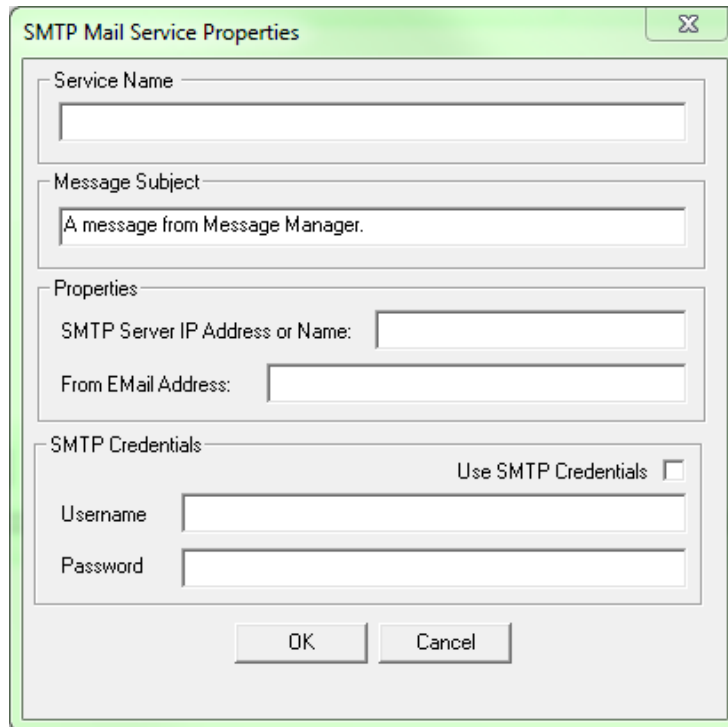 SMTP Mail Service Properties
Service Name
Message Subject
A message from Message Manager.
Properties
SMTP Server IP Address or Name:
From EMail Address:
SMTP Credentials
Use SMTP Credentials
Username
Password
OK Cancel